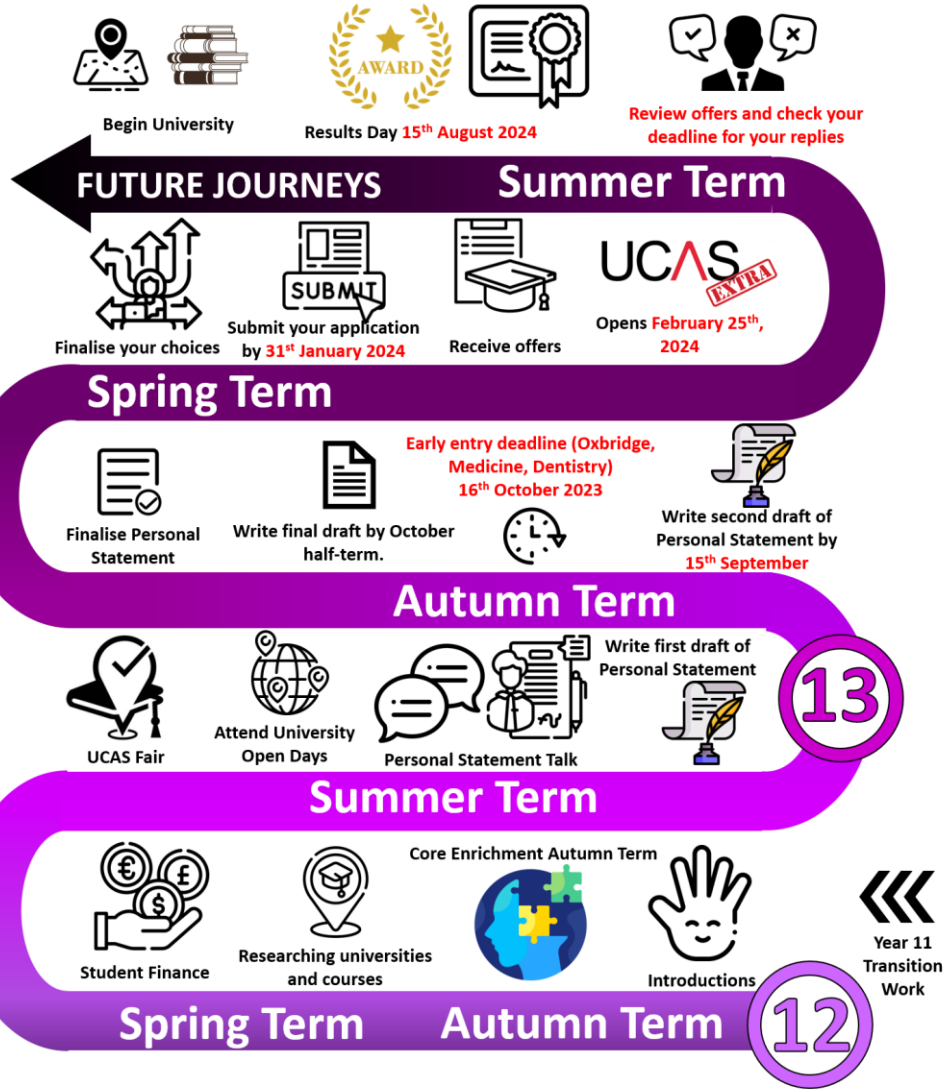 AWARD
Begin University
Results Day 15th August 2024
Review offers and check your
deadline for your replies
FUTURE JOURNEYS
Summer Term
Finalise your choices
SUBMIT
Submit your application
by 31st January 2024
Receive offers
UCAS
EXTRA
Opens February 25th,
2024
Spring Term
Finalise Personal
Statement
Write final draft by October
half-term.
Early entry deadline (Oxbridge,
Medicine, Dentistry)
16th October 2023
Write second draft of
Personal Statement by
15th September
Autumn Term
13
UCAS Fair
Attend University
Open Days
Personal Statement Talk
Write first draft of
Personal Statement
Summer Term
€
£
$
Student Finance
Researching universities
and courses
Core Enrichment Autumn Term
Introductions
Year 11
Transition
Work
Spring Term
Autumn Term
12